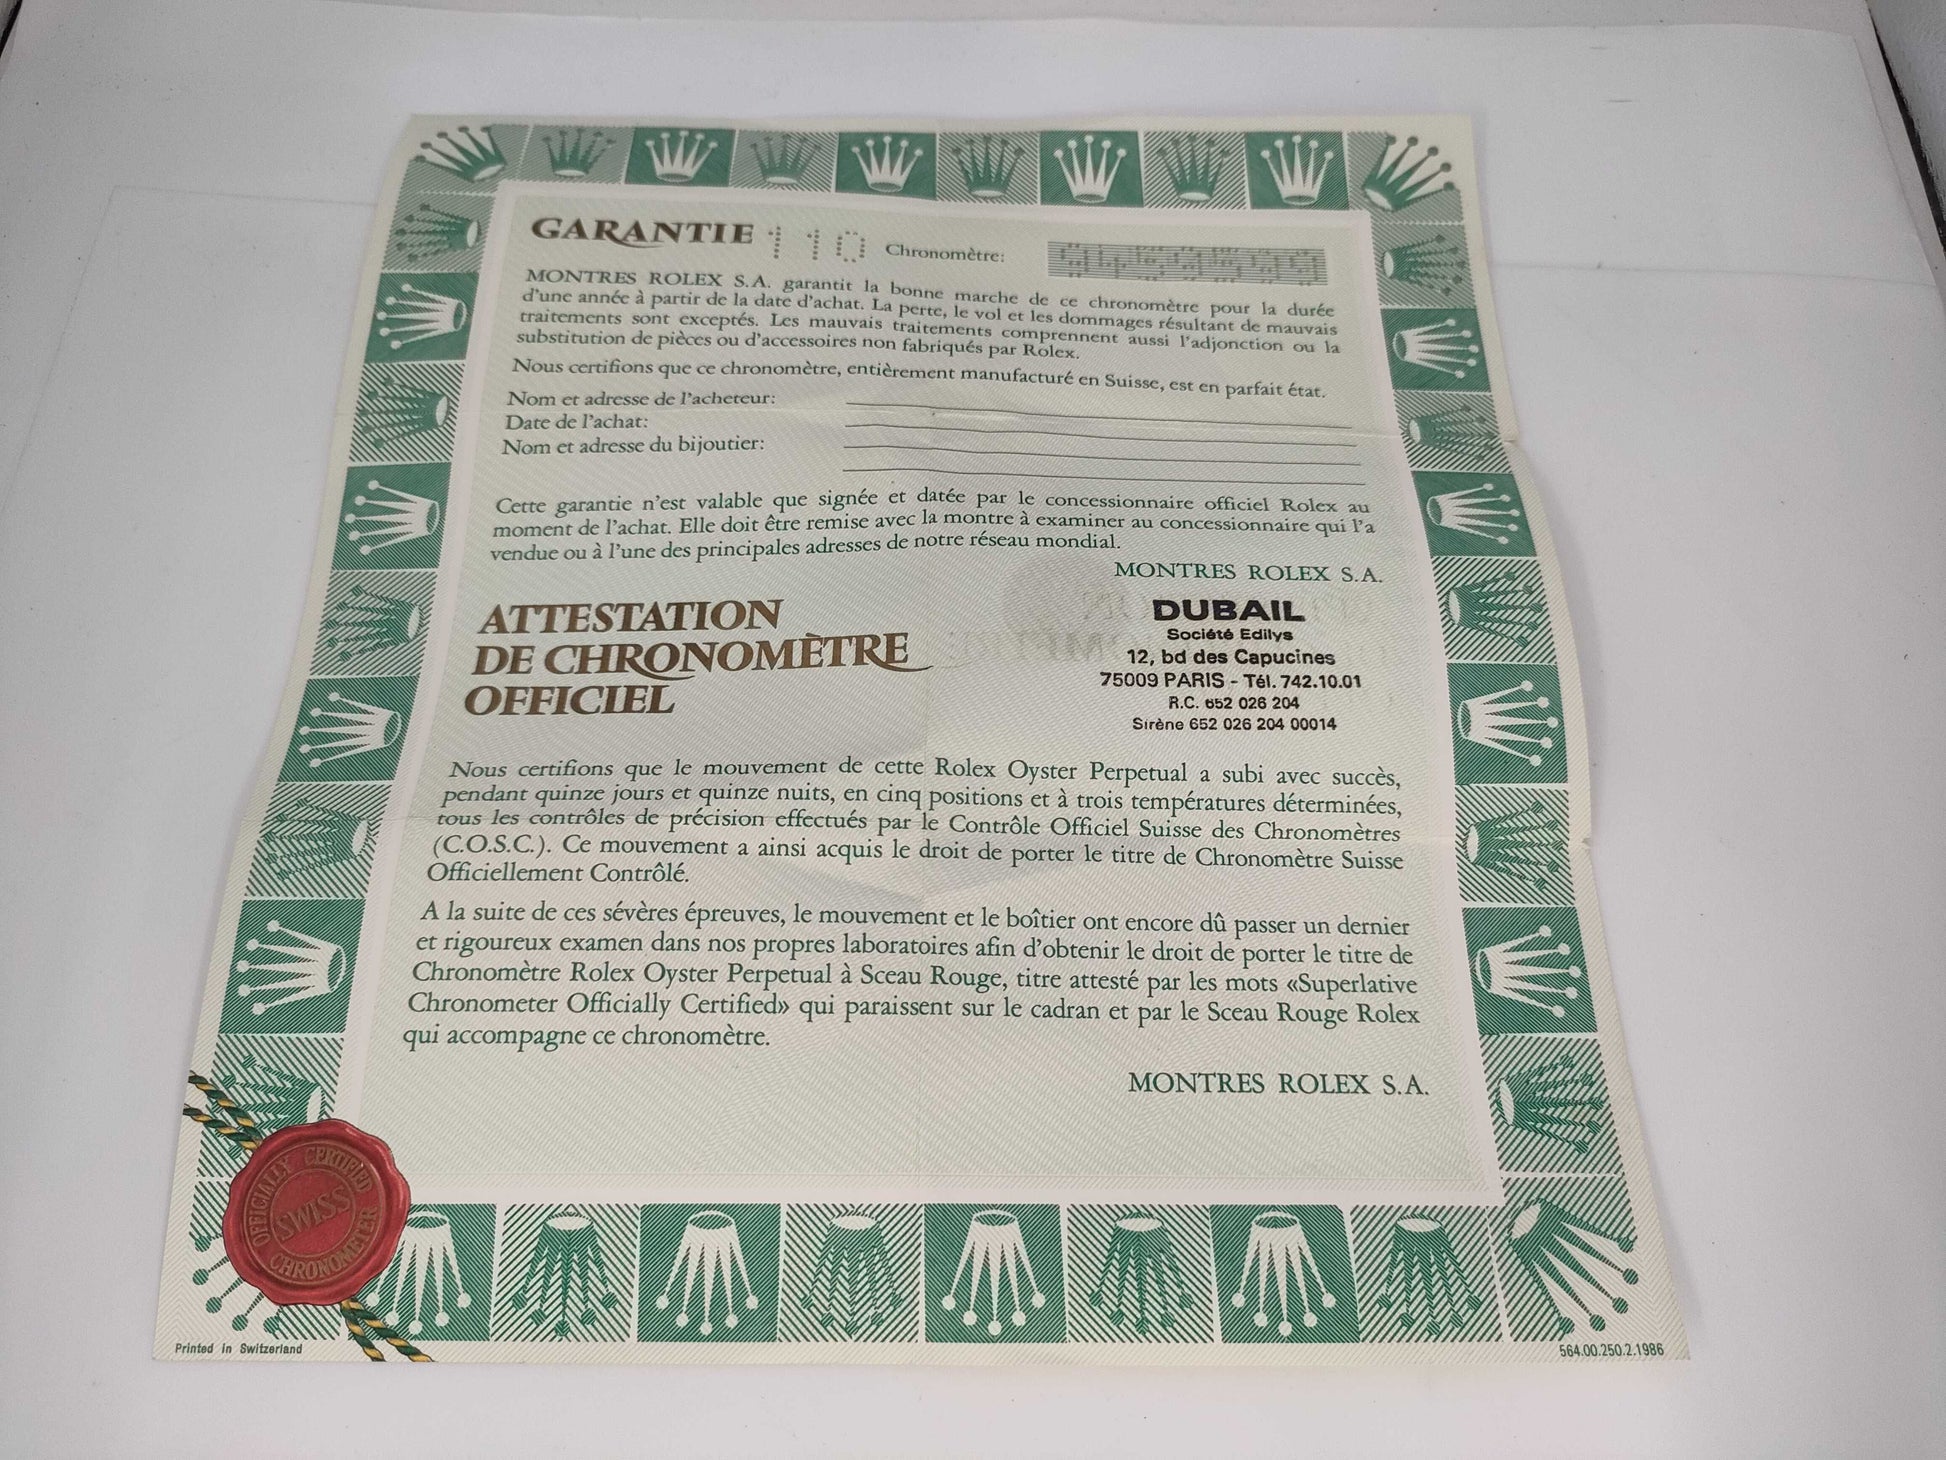 GARANTIE 110 Chronomètre:
MONTRES ROLEX S.A. garantit la bonne marche de ce chronomètre pour la durée
d'une année à partir de la date d'achat. La perte, le vol et les dommages résultant de mauvais
traitements sont exceptés. Les mauvais traitements comprennent aussi l'adjonction ou la
substitution de pièces ou d'accessoires non fabriqués par Rolex.
Nous certifions que ce chronomètre, entièrement manufacturé en Suisse, est en parfait état.
Nom et adresse de l'acheteur:
Date de l'achat:
Nom et adresse du bijoutier:
Cette garantie n'est valable que signée et datée par le concessionnaire officiel Rolex au
moment de l'achat. Elle doit être remise avec la montre à examiner au concessionnaire qui l'a
vendue ou à l'une des principales adresses de notre réseau mondial.
MONTRES ROLEX S.A.
ATTESTATION
DE CHRONOMÈTRE
OFFICIEL
DUBAIL
Société Edilys
12, bd des Capucines
75009 PARIS - Tél. 742.10.01
R.C. 652 026 204
Sirène 652 026 204 00014
Nous certifions que le mouvement de cette Rolex Oyster Perpetual a subi avec succès,
pendant quinze jours et quinze nuits, en cinq positions et à trois températures déterminées,
tous les contrôles de précision effectués par le Contrôle Officiel Suisse des Chronomètres
(C.O.S.C.). Ce mouvement a ainsi acquis le droit de porter le titre de Chronomètre Suisse
Officiellement Contrôlé.
A la suite de ces sévères épreuves, le mouvement et le boîtier ont encore dû passer un dernier
et rigoureux examen dans nos propres laboratoires afin d'obtenir le droit de porter le titre de
Chronomètre Rolex Oyster Perpetual à Sceau Rouge, titre attesté par les mots «Superlative
Chronometer Officially Certified» qui paraissent sur le cadran et par le Sceau Rouge Rolex
qui accompagne ce chronomètre.
MONTRES ROLEX S.A.
OFFICIALLY CERTIFIED
SWISS
CHRONOMETER
Printed in Switzerland
564.00.250.2.1986